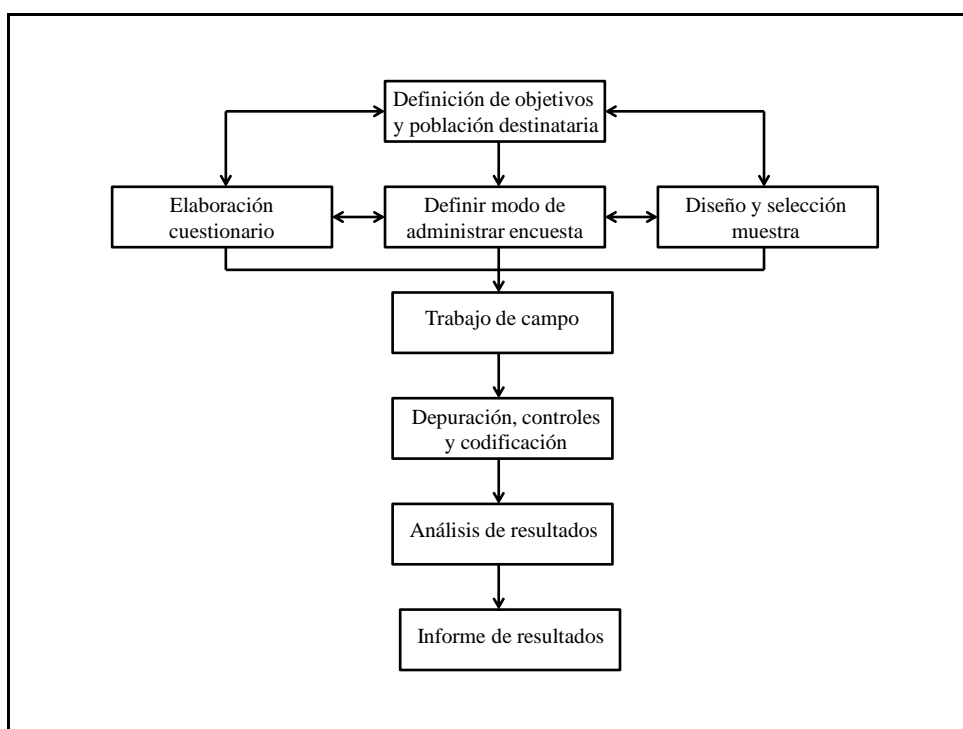 Definición de objetivos
y población destinataria
Elaboración
cuestionario
Definir modo de
administrar encuesta
Diseño y selección
muestra
Trabajo de campo
Depuración, controles
y codificación
Análisis de resultados
Informe de resultados